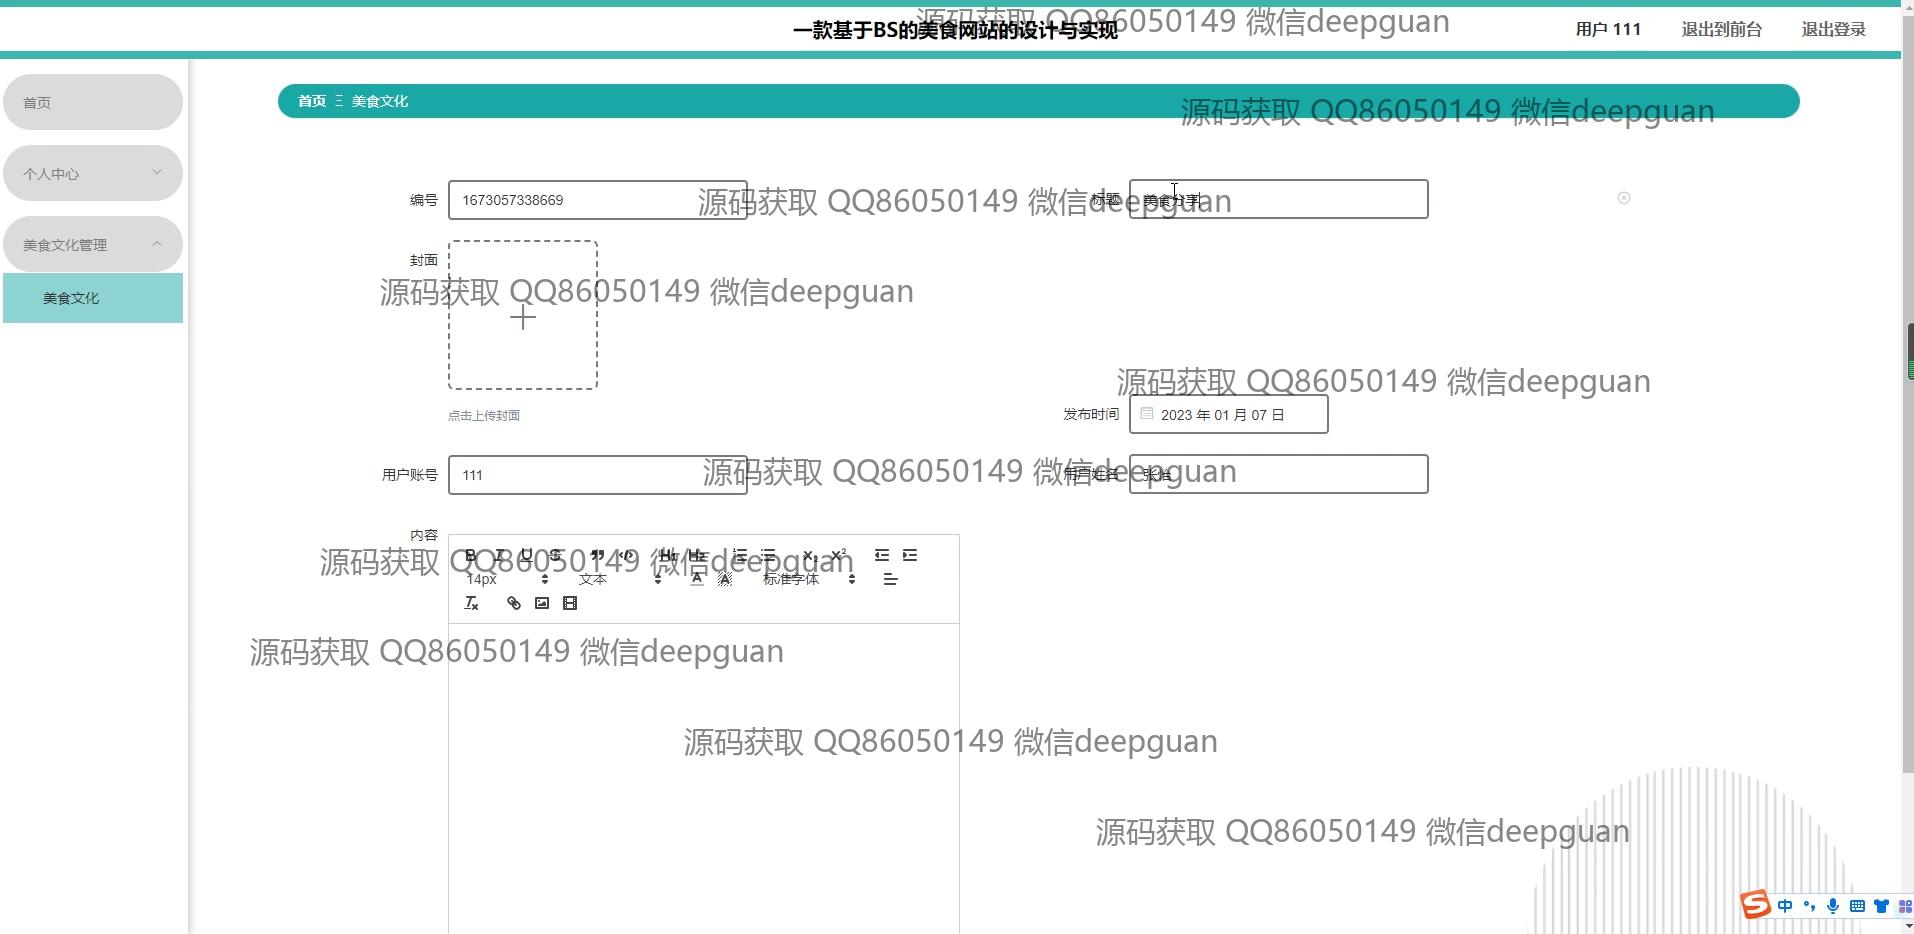 源码获取 QQ86050149 微信deepguan
一款基于BS的美食网站的设计与实现
用户 111
退出到前台
退出登录
首页
个人中心
美食文化管理
美食文化
首页 Ξ 美食文化
源码获取 QQ86050149 微信deepguan
编号
1673057338669
源码获取 QQ86050149 微信deepguan
标题
美食分享
封面
源码获取 QQ86050149 微信deepguan
点击上传封面
源码获取 QQ86050149 微信deepguan
发布时间
2023 年 01 月 07 日
用户账号
111
源码获取 QQ86050149 微信deepguan
用户姓名
内容
B I U S ” </> H1 H2 X₂ X²
源码获取 QQ86050149 微信deepguan
14px 文本 A A 标准字体
Tx
源码获取 QQ86050149 微信deepguan
源码获取 QQ86050149 微信deepguan
源码获取 QQ86050149 微信deepguan
S 中